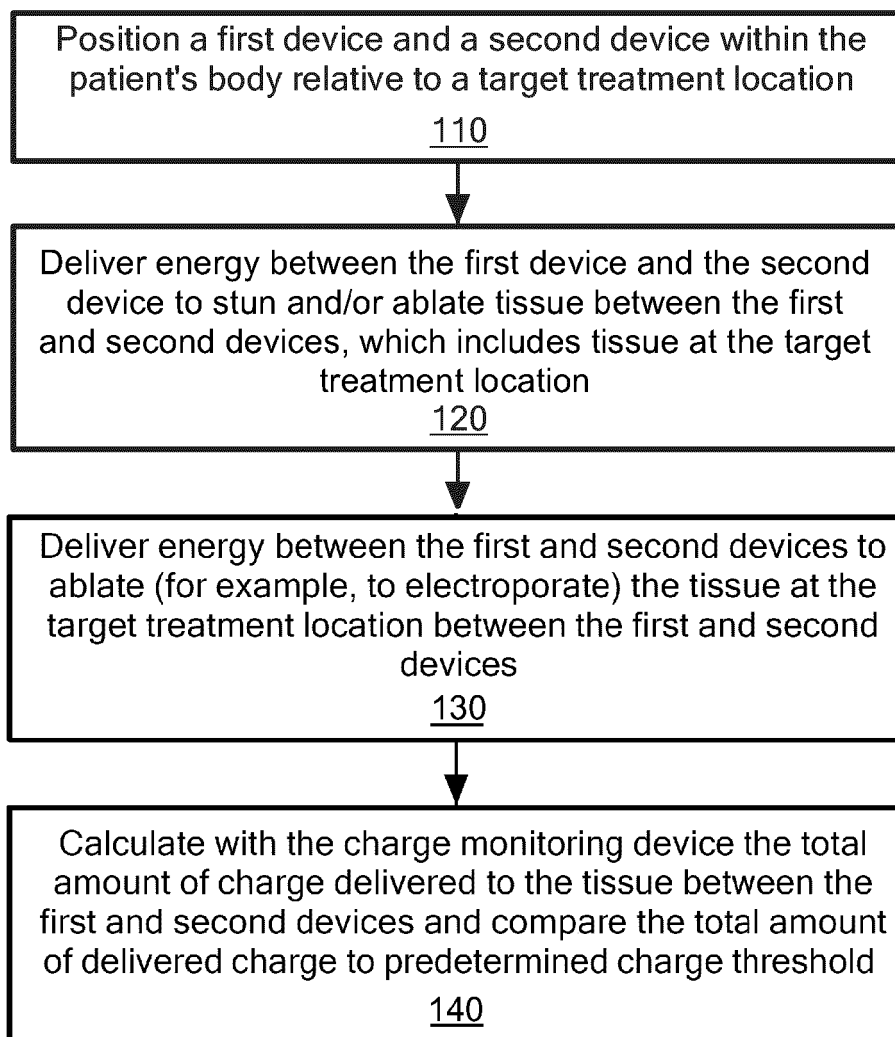 Position a first device and a second device within the
patient's body relative to a target treatment location
110
Deliver energy between the first device and the second
device to stun and/or ablate tissue between the first
and second devices, which includes tissue at the target
treatment location
120
Deliver energy between the first and second devices to
ablate (for example, to electroporate) the tissue at the
target treatment location between the first and second
devices
130
Calculate with the charge monitoring device the total
amount of charge delivered to the tissue between the
first and second devices and compare the total amount
of delivered charge to predetermined charge threshold
140